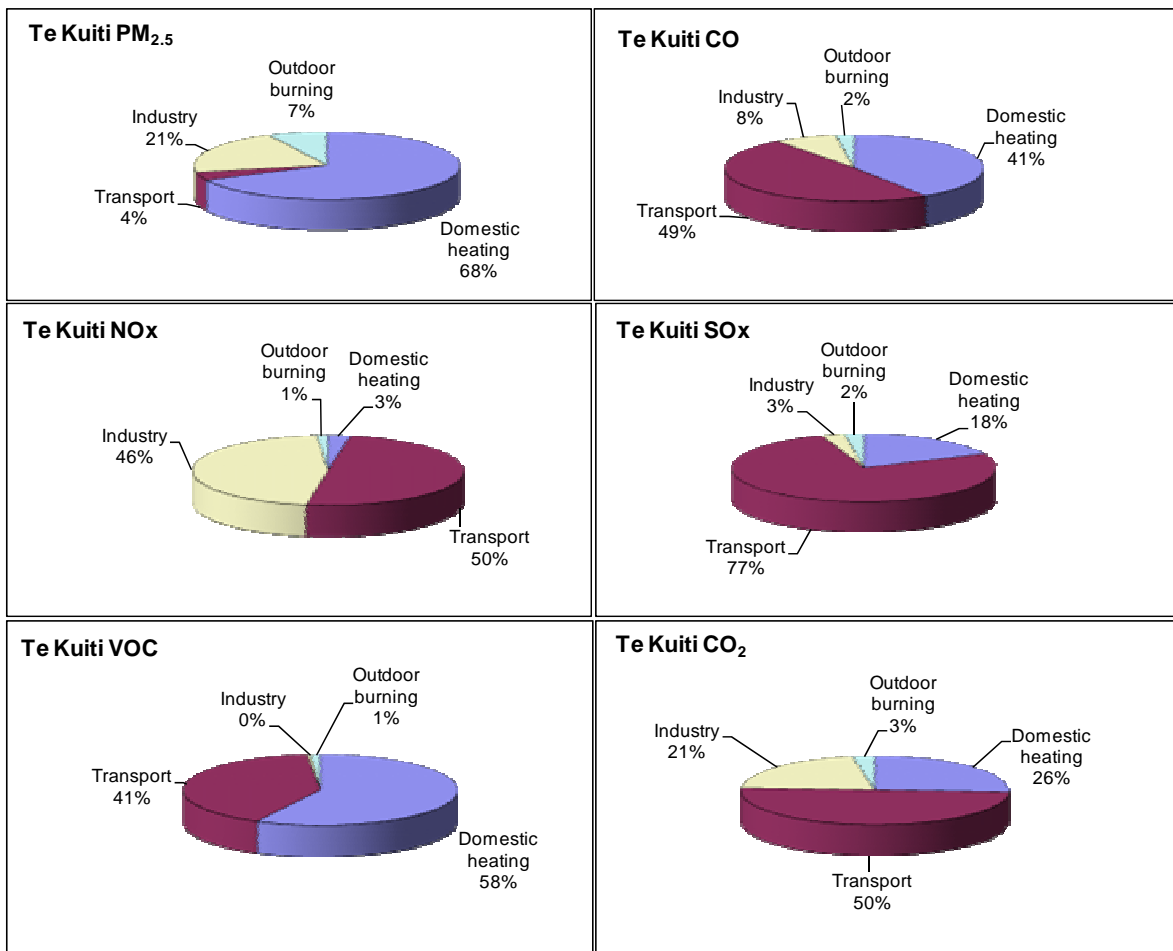 Te Kuiti PM2.5
Outdoor
burning
7%
Industry
21%
Transport
4%
Domestic
heating
68%
Te Kuiti CO
Outdoor
burning
2%
Industry
8%
Domestic
heating
41%
Transport
49%
Te Kuiti NOx
Outdoor
burning
1%
Domestic
heating
3%
Industry
46%
Transport
50%
Te Kuiti SOx
Outdoor
burning
2%
Industry
3%
Domestic
heating
18%
Transport
77%
Te Kuiti VOC
Outdoor
burning
1%
Industry
0%
Transport
41%
Domestic
heating
58%
Te Kuiti CO2
Outdoor
burning
3%
Industry
21%
Domestic
heating
26%
Transport
50%